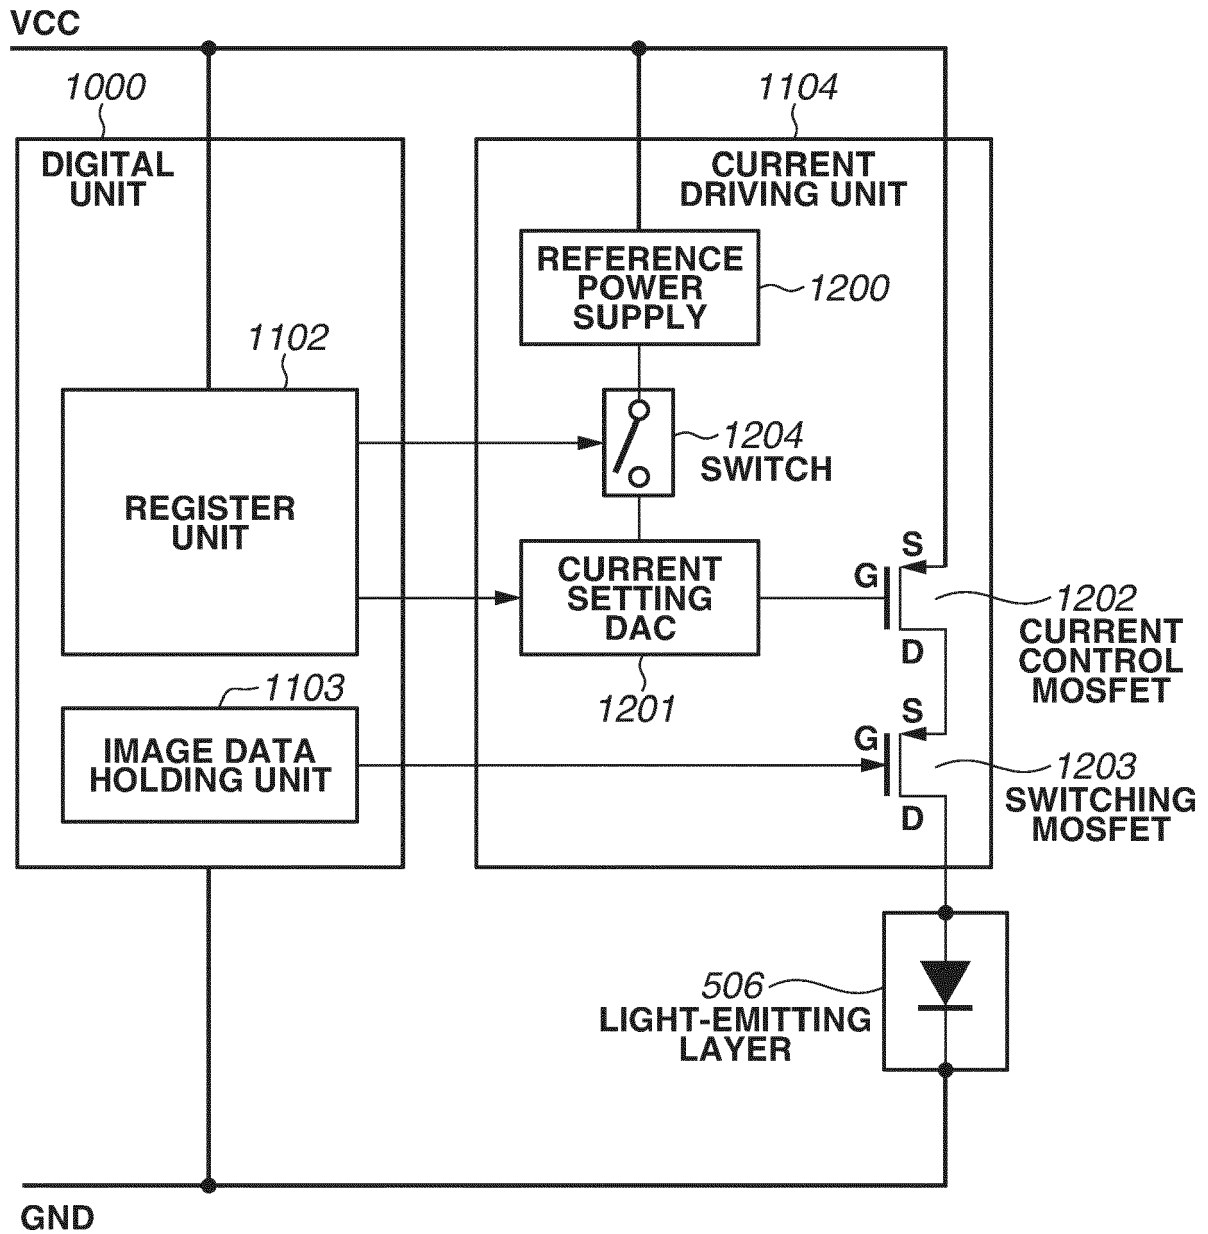 VCC
1000
1104
DIGITAL
UNIT
CURRENT
DRIVING UNIT
REFERENCE
POWER
SUPPLY
1200
1102
1204
SWITCH
REGISTER
UNIT
CURRENT
SETTING
DAC
1201
S
G
D
1202
CURRENT
CONTROL
MOSFET
1103
IMAGE DATA
HOLDING UNIT
S
G
D
1203
SWITCHING
MOSFET
506
LIGHT-EMITTING
LAYER
GND